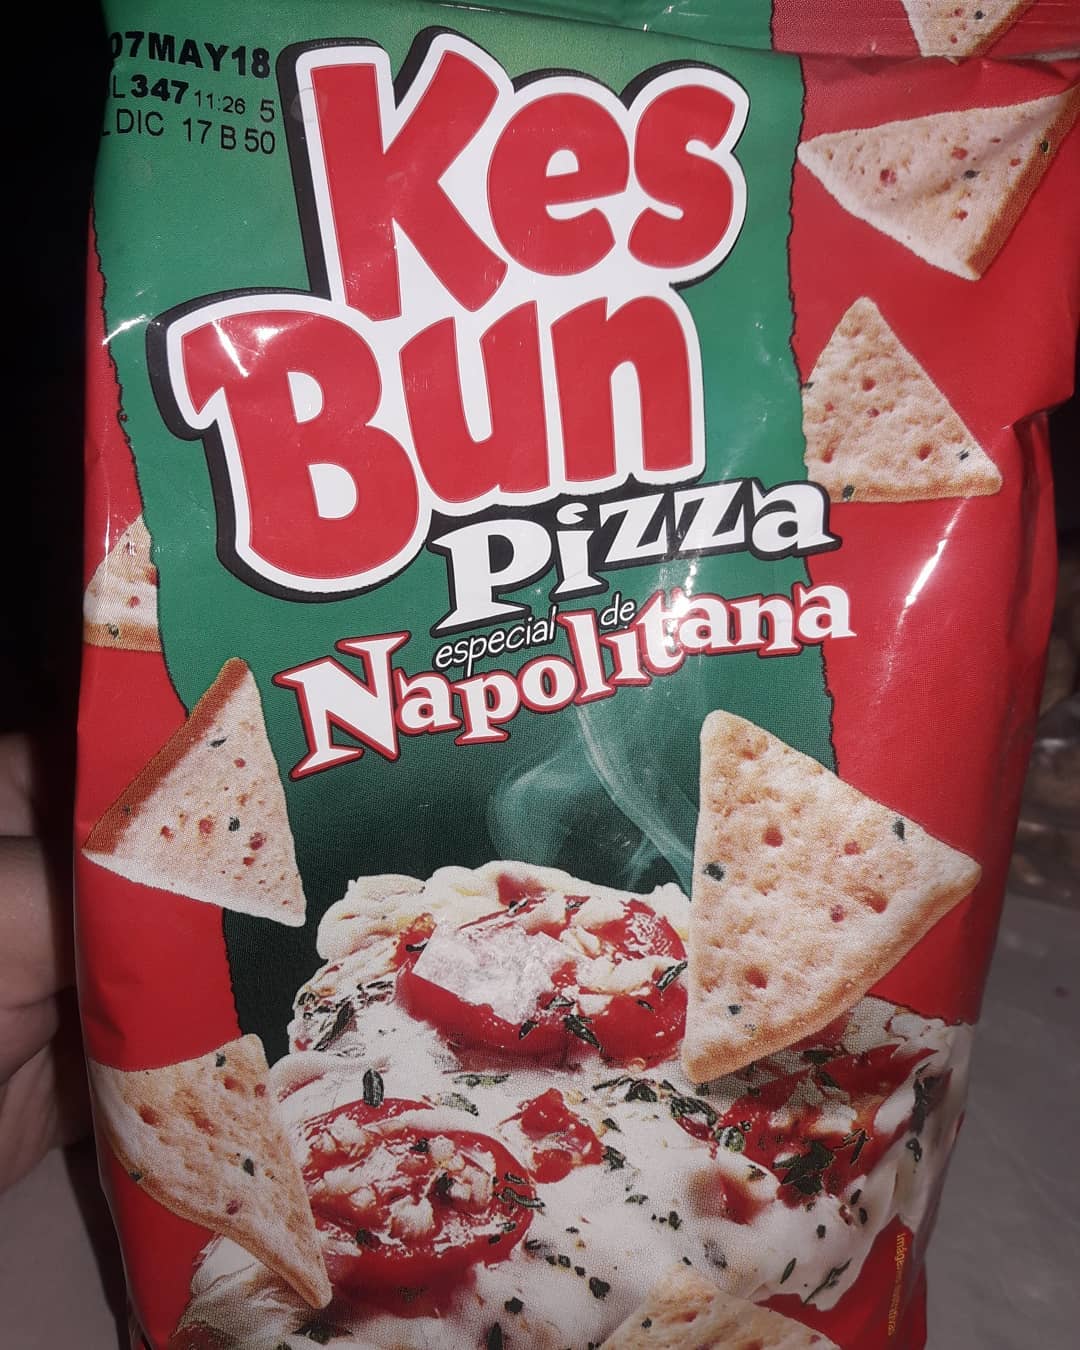 07MAY18
L 347 11:26 5
L DIC 17 B 50
Kes
Bun
Pizza
especial de
Napolitana